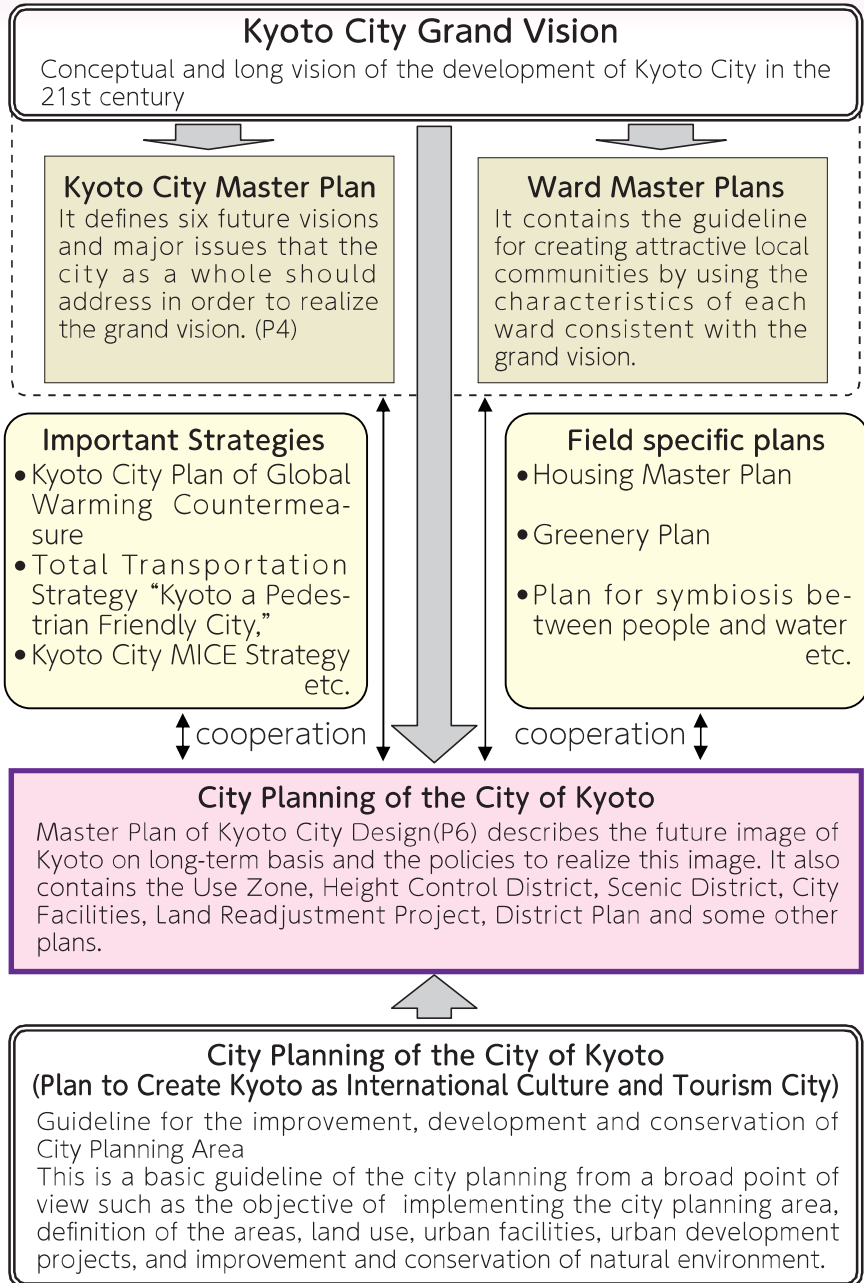 Kyoto City Grand Vision
Conceptual and long vision of the development of Kyoto City in the
21st century
Kyoto City Master Plan
It defines six future visions
and major issues that the
city as a whole should
address in order to realize
the grand vision. (P4)
Ward Master Plans
It contains the guideline
for creating attractive local
communities by using the
characteristics of each
ward consistent with the
grand vision.
Important Strategies
•Kyoto City Plan of Global
Warming Countermea-
sure
•Total Transportation
Strategy “Kyoto a Pedes-
trian Friendly City,”
•Kyoto City MICE Strategy
etc.
Field specific plans
•Housing Master Plan
•Greenery Plan
•Plan for symbiosis be-
tween people and water
etc.
cooperation
cooperation
City Planning of the City of Kyoto
Master Plan of Kyoto City Design(P6) describes the future image of
Kyoto on long-term basis and the policies to realize this image. It also
contains the Use Zone, Height Control District, Scenic District, City
Facilities, Land Readjustment Project, District Plan and some other
plans.
City Planning of the City of Kyoto
(Plan to Create Kyoto as International Culture and Tourism City)
Guideline for the improvement, development and conservation of
City Planning Area
This is a basic guideline of the city planning from a broad point of
view such as the objective of implementing the city planning area,
definition of the areas, land use, urban facilities, urban development
projects, and improvement and conservation of natural environment.